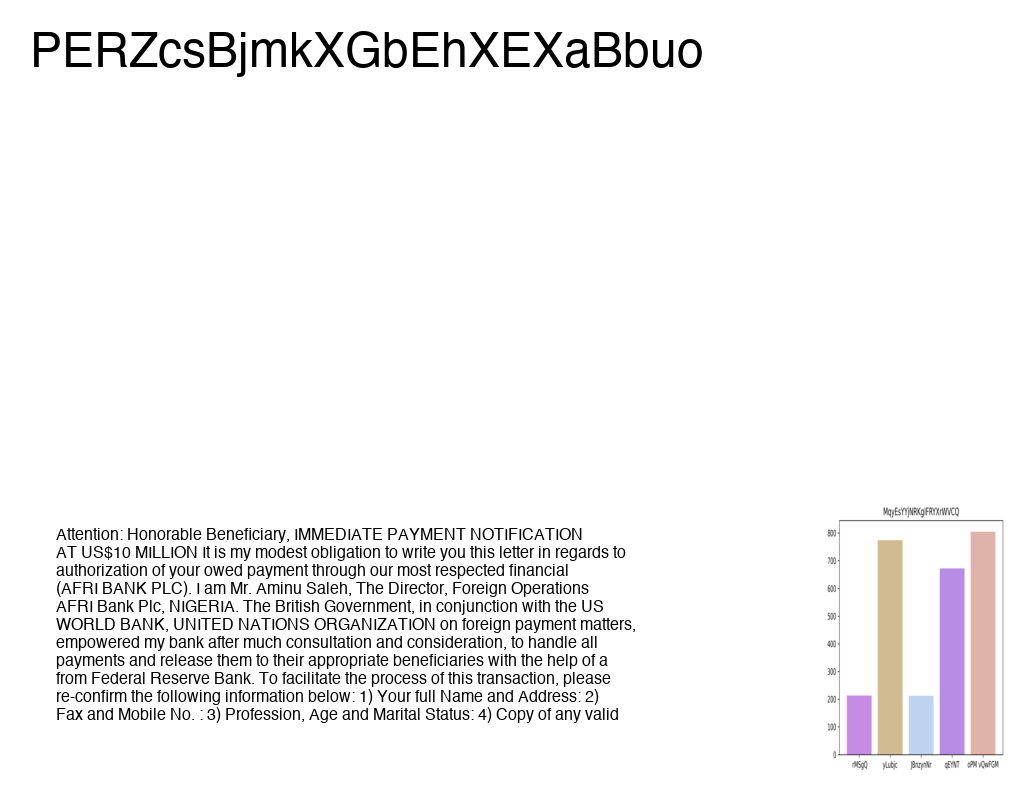 PERZcsBjmkXGbEhXEXaBbuo
Attention: Honorable Beneficiary, IMMEDIATE PAYMENT NOTIFICATION
AT US$10 MILLION It is my modest obligation to write you this letter in regards to
authorization of your owed payment through our most respected financial
(AFRI BANK PLC). I am Mr. Aminu Saleh, The Director, Foreign Operations
AFRI Bank Plc, NIGERIA. The British Government, in conjunction with the US
WORLD BANK, UNITED NATIONS ORGANIZATION on foreign payment matters,
empowered my bank after much consultation and consideration, to handle all
payments and release them to their appropriate beneficiaries with the help of a
from Federal Reserve Bank. To facilitate the process of this transaction, please
re-confirm the following information below: 1) Your full Name and Address: 2)
Fax and Mobile No. : 3) Profession, Age and Marital Status: 4) Copy of any valid
800
700
600
500
400
300
200
100
0
rMSgQ yLubjc JBnzynNr qEYNT oPM vQwFGM